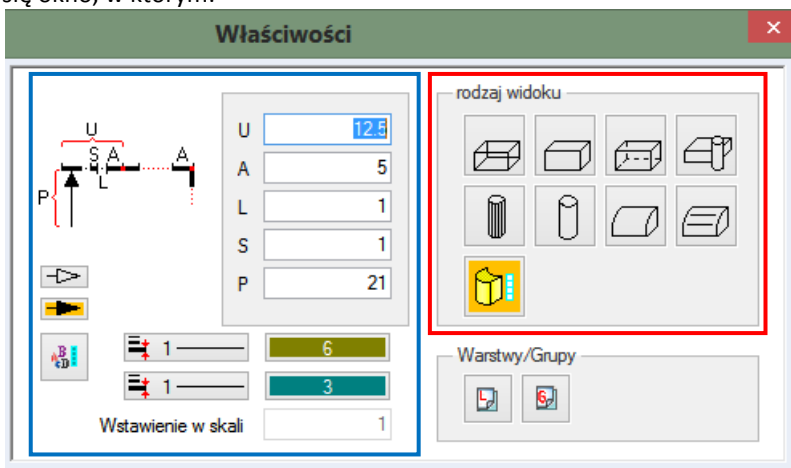 się okno, w którym:
Właściwości
×
U
S A A
L
P
U 12.5
A 5
L 1
S 1
P 21
ABCD
1 6
1 3
Wstawienie w skali 1
rodzaj widoku
Warstwy/Grupy
L G